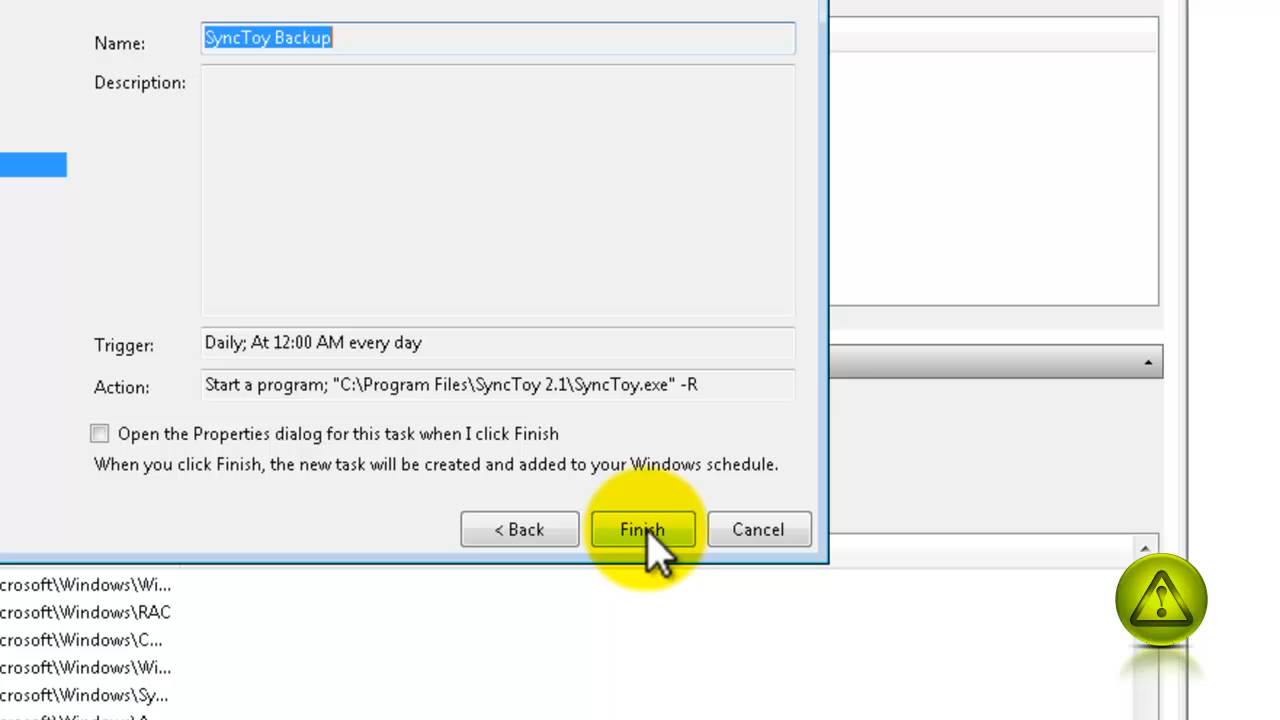 Name: SyncToy Backup
Description:
Trigger: Daily; At 12:00 AM every day
Action: Start a program; "C:\Program Files\SyncToy 2.1\SyncToy.exe" -R
Open the Properties dialog for this task when I click Finish
When you click Finish, the new task will be created and added to your Windows schedule.
< Back Finish Cancel
crosoft\Windows\Wi...
crosoft\Windows\RAC
crosoft\Windows\C...
crosoft\Windows\Wi...
crosoft\Windows\Sy...